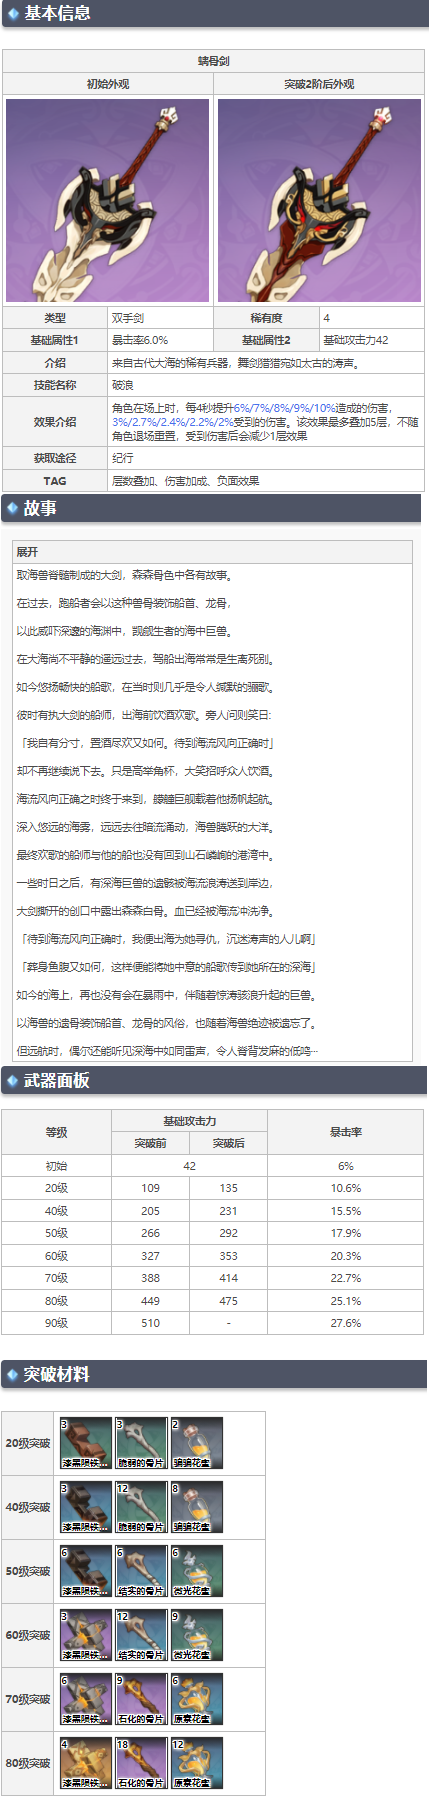 基本信息
螭骨剑
初始外观 突破2阶后外观
类型 双手剑 稀有度 4
基础属性1 暴击率6.0% 基础属性2 基础攻击力42
介绍 来自古代大海的稀有兵器，舞剑猎猎宛如太古的涛声。
技能名称 破浪
效果介绍 角色在场上时，每4秒提升6%/7%/8%/9%/10%造成的伤害，
3%/2.7%/2.4%/2.2%/2%受到的伤害。该效果最多叠加5层，不随
角色退场重置，受到伤害后会减少1层效果
获取途径 纪行
TAG 层数叠加、伤害加成、负面效果
故事
展开
取海兽脊髓制成的大剑，森森骨色中各有故事。
在过去，跑船者会以这种兽骨装饰船首、龙骨，
以此威吓深邃的海渊中，觊觎生者的海中巨兽。
在大海尚不平静的遥远过去，驾船出海常常是生离死别。
如今悠扬畅快的船歌，在当时则几乎是令人缄默的骊歌。
彼时有执大剑的船师，出海前饮酒欢歌。旁人问则笑曰:
「我自有分寸，置酒尽欢又如何。待到海流风向正确时」
却不再继续说下去。只是高举角杯，大笑招呼众人饮酒。
海流风向正确之时终于来到，艨艟巨舰载着他扬帆起航。
深入悠远的海雾，远远去往暗流涌动，海兽腾跃的大洋。
最终欢歌的船师与他的船也没有回到山石嶙峋的港湾中。
一些时日之后，有深海巨兽的遗骸被海流浪涛送到岸边，
大剑撕开的创口中露出森森白骨。血已经被海流冲洗净。
「待到海流风向正确时，我便出海为她寻仇，沉迷涛声的人儿啊」
「葬身鱼腹又如何，这样便能将她中意的船歌传到她所在的深海」
如今的海上，再也没有会在暴雨中，伴随着惊涛骇浪升起的巨兽。
以海兽的遗骨装饰船首、龙骨的风俗，也随着海兽绝迹被遗忘了。
但远航时，偶尔还能听见深海中如同雷声，令人脊背发麻的低鸣…
武器面板
等级 基础攻击力 暴击率
突破前 突破后
初始 42 6%
20级 109 135 10.6%
40级 205 231 15.5%
50级 266 292 17.9%
60级 327 353 20.3%
70级 388 414 22.7%
80级 449 475 25.1%
90级 510 - 27.6%
突破材料
20级突破 3 漆黑陨铁... 3 脆弱的骨片 2 骗骗花蜜
40级突破 3 漆黑陨铁... 12 脆弱的骨片 8 骗骗花蜜
50级突破 6 漆黑陨铁... 6 结实的骨片 6 微光花蜜
60级突破 3 漆黑陨铁... 12 结实的骨片 9 微光花蜜
70级突破 6 漆黑陨铁... 9 石化的骨片 6 原素花蜜
80级突破 4 漆黑陨铁... 18 石化的骨片 12 原素花蜜